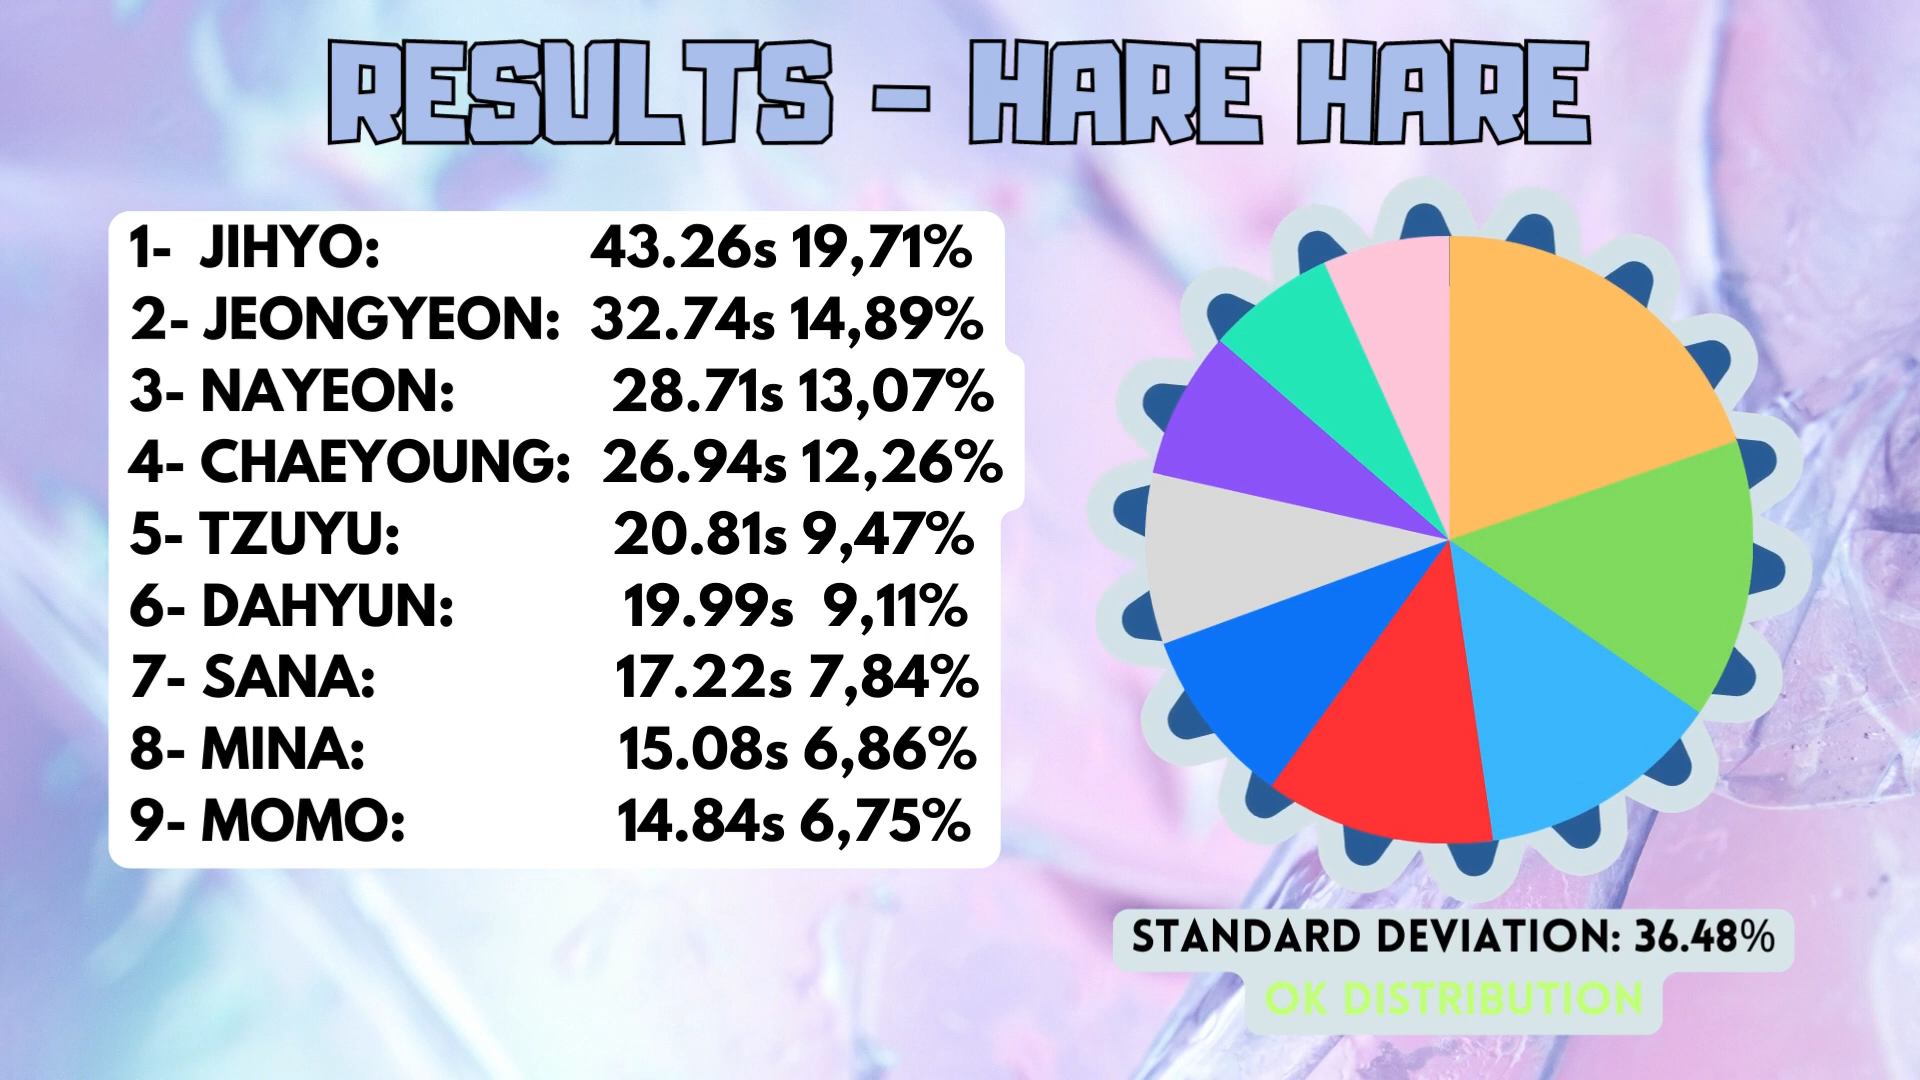 RESULTS - HARE HARE
1- JIHYO: 43.26s 19,71%
2- JEONGYEON: 32.74s 14,89%
3- NAYEON: 28.71s 13,07%
4- CHAEYOUNG: 26.94s 12,26%
5- TZUYU: 20.81s 9,47%
6- DAHYUN: 19.99s 9,11%
7- SANA: 17.22s 7,84%
8- MINA: 15.08s 6,86%
9- MOMO: 14.84s 6,75%
STANDARD DEVIATION: 36.48%
OK DISTRIBUTION